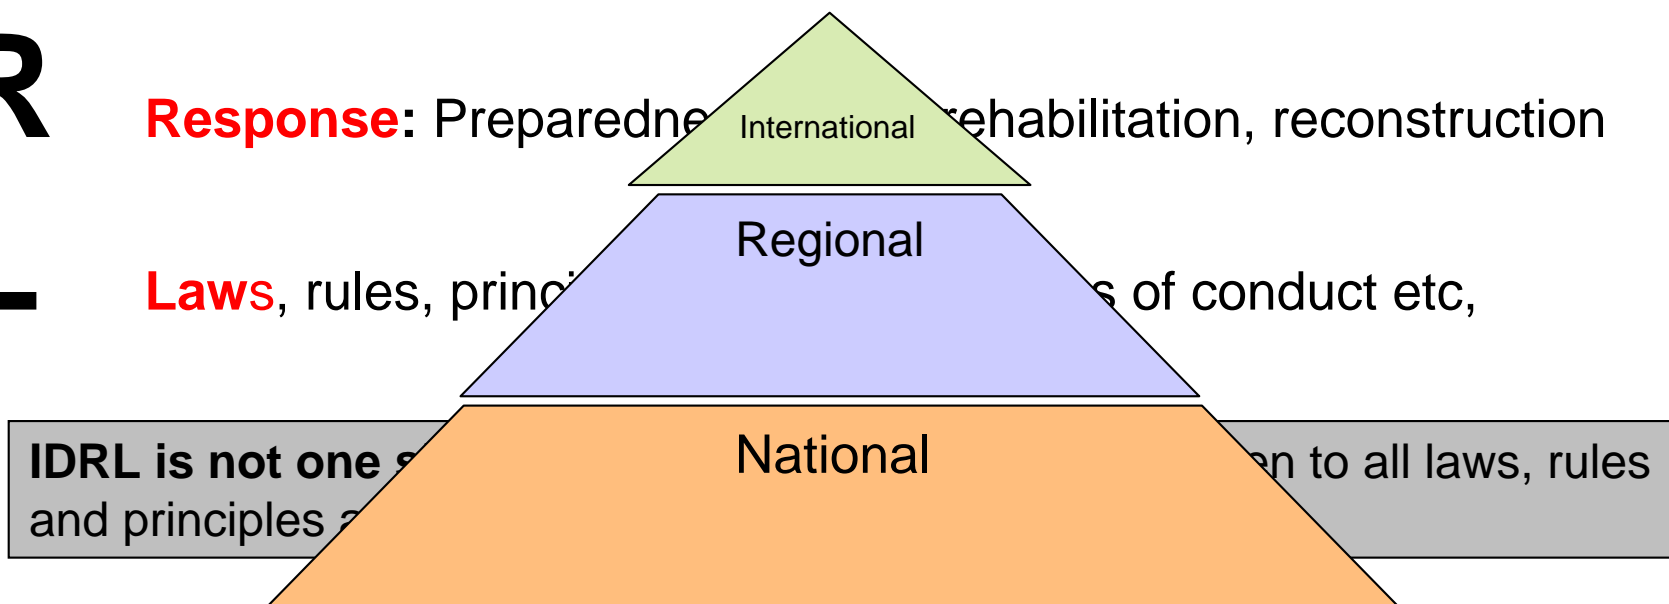 R
Response: Preparedne rehabilitation, reconstruction
International
Regional
L Laws, rules, princi s of conduct etc,
National
IDRL is not one s en to all laws, rules
and principles a